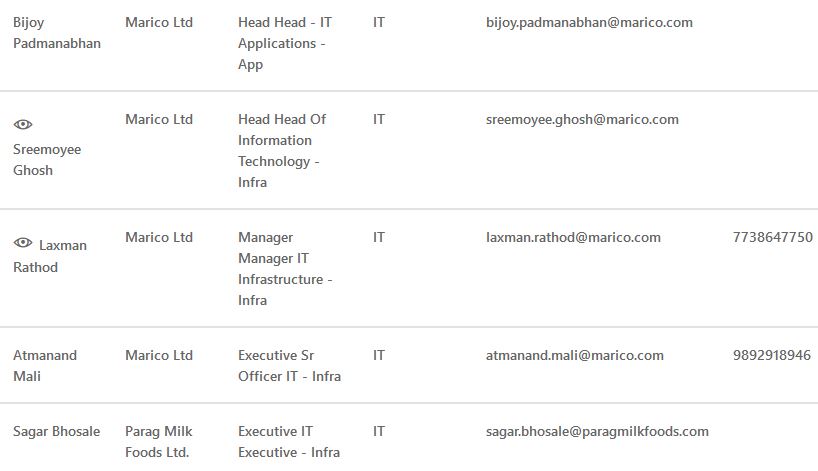 Bijoy Marico Ltd Head Head - IT IT bijoy.padmanabhan@marico.com
Padmanabhan Applications -
App
Marico Ltd Head Head Of IT sreemoyee.ghosh@marico.com
Sreemoyee Information
Ghosh Technology -
Infra
Laxman Marico Ltd Manager IT laxman.rathod@marico.com 7738647750
Rathod Manager IT
Infrastructure -
Infra
Atmanand Marico Ltd Executive Sr IT atmanand.mali@marico.com 9892918946
Mali Officer IT - Infra
Sagar Bhosale Parag Milk Executive IT IT sagar.bhosale@paragmilkfoods.com
Foods Ltd. Executive - Infra